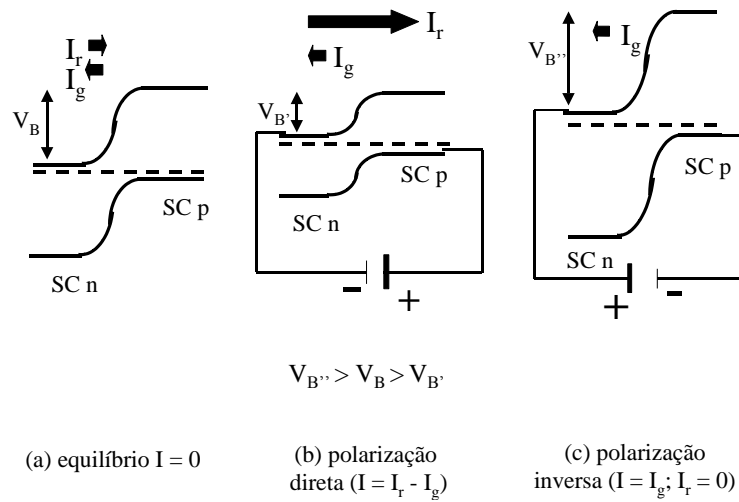 I_r
I_g
V_B
SC p
SC n
I_r
I_g
V_B'
SC p
SC n
-
+
V_B''
I_g
SC p
SC n
+
-
V_B'' > V_B > V_B'
(a) equilíbrio I = 0
(b) polarização
direta (I = I_r - I_g)
(c) polarização
inversa (I = I_g; I_r = 0)